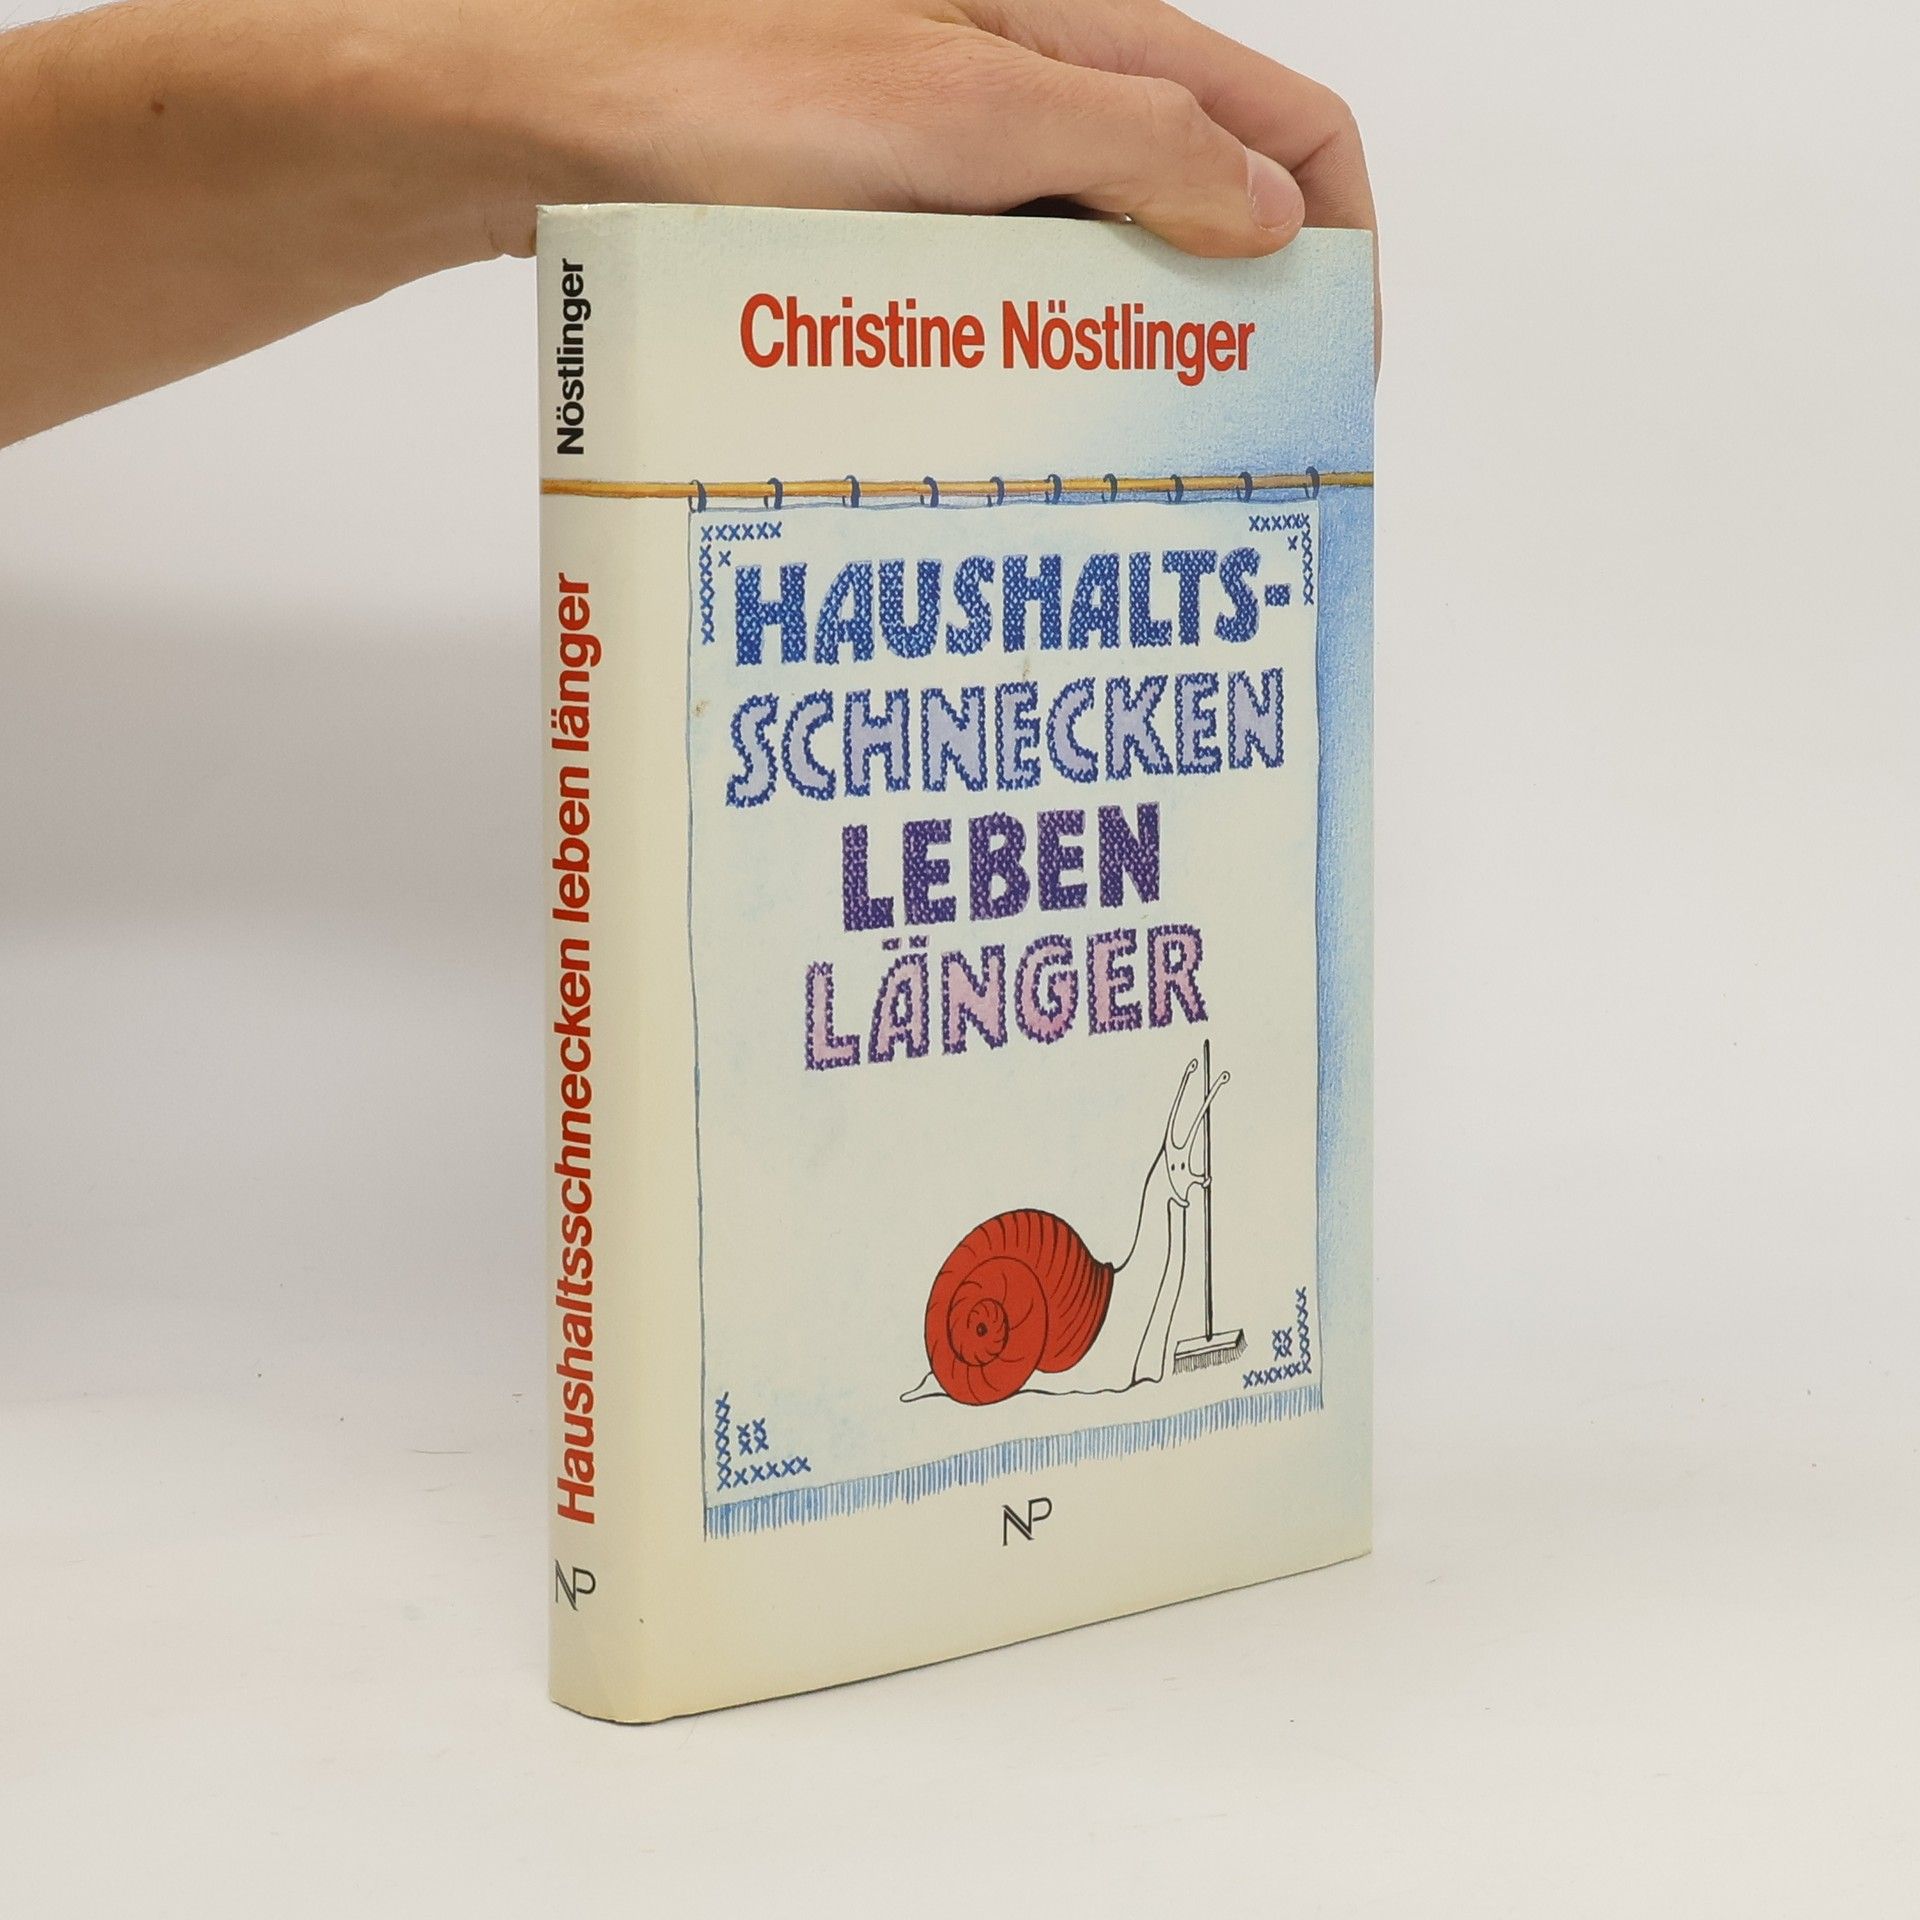 Nöstlinger
Haushaltsschnecken leben länger
NP
Christine Nöstlinger
HAUSHALTS-
SCHNECKEN
LEBEN
LÄNGER
NP